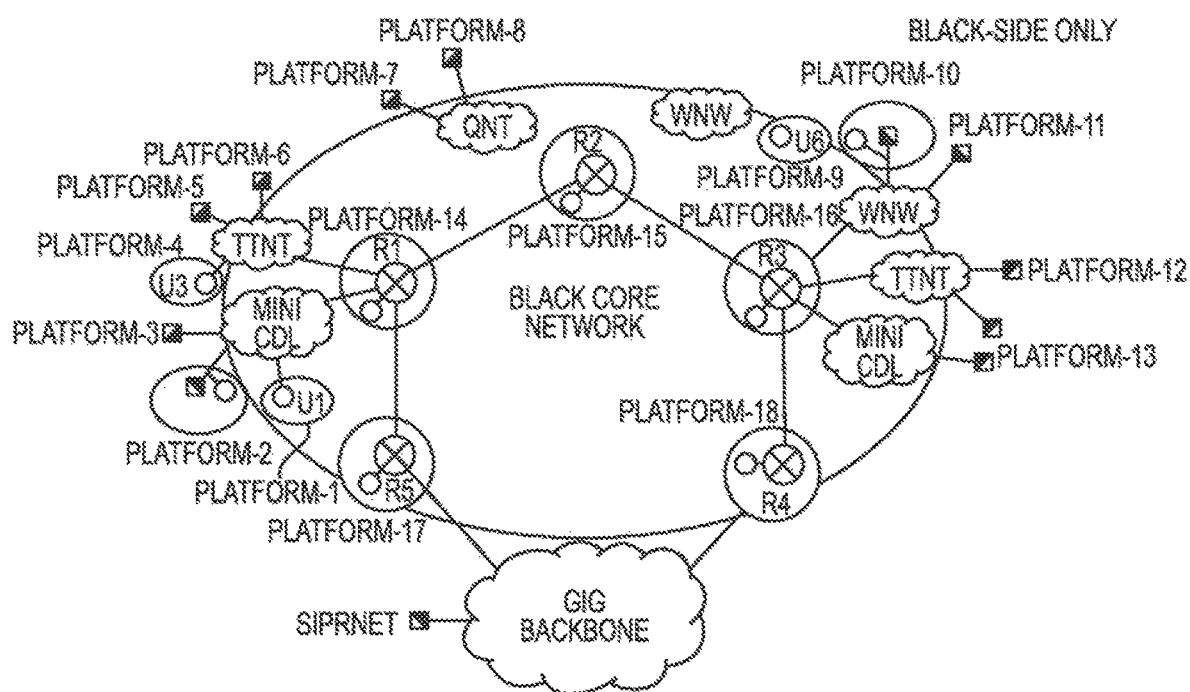 PLATFORM-8
BLACK-SIDE ONLY
PLATFORM-7
PLATFORM-10
QNT
WNW
PLATFORM-11
U6
PLATFORM-6
R2
PLATFORM-9
PLATFORM-5
PLATFORM-14
PLATFORM-16
WNW
PLATFORM-4
TTNT
PLATFORM-15
R1
R3
U3
TTNT
PLATFORM-12
BLACK CORE
NETWORK
MINI
CDL
PLATFORM-3
MINI
CDL
PLATFORM-13
U1
PLATFORM-18
PLATFORM-2
PLATFORM-1
R5
R4
PLATFORM-17
GIG
BACKBONE
SIPRNET